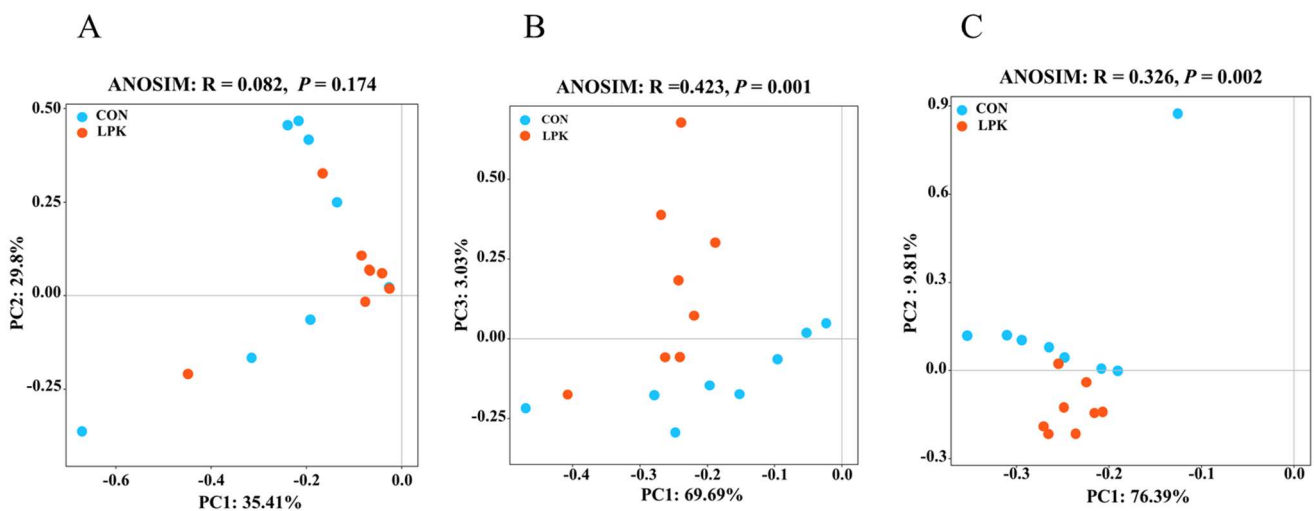 A
ANOSIM: R = 0.082, P = 0.174
CON
LPK
0.50
0.25
0.00
-0.25
PC2: 29.8%
-0.6
-0.4
-0.2
0.0
PC1: 35.41%
B
ANOSIM: R =0.423, P = 0.001
CON
LPK
0.50
0.25
0.00
-0.25
PC3: 3.03%
-0.4
-0.3
-0.2
-0.1
0.0
PC1: 69.69%
C
ANOSIM: R = 0.326, P = 0.002
CON
LPK
0.9
0.6
0.3
0.0
-0.3
PC2 : 9.81%
-0.3
-0.2
-0.1
0.0
PC1: 76.39%